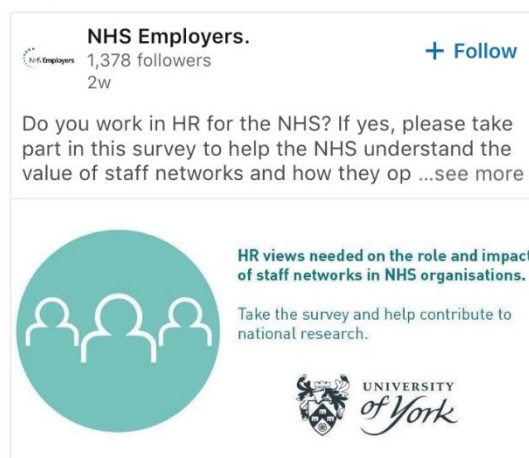 NHS Employers.
1,378 followers
2w
+ Follow
NHS Employers
Do you work in HR for the NHS? If yes, please take
part in this survey to help the NHS understand the
value of staff networks and how they op ...see more
HR views needed on the role and impact
of staff networks in NHS organisations.
Take the survey and help contribute to
national research.
UNIVERSITY
of York